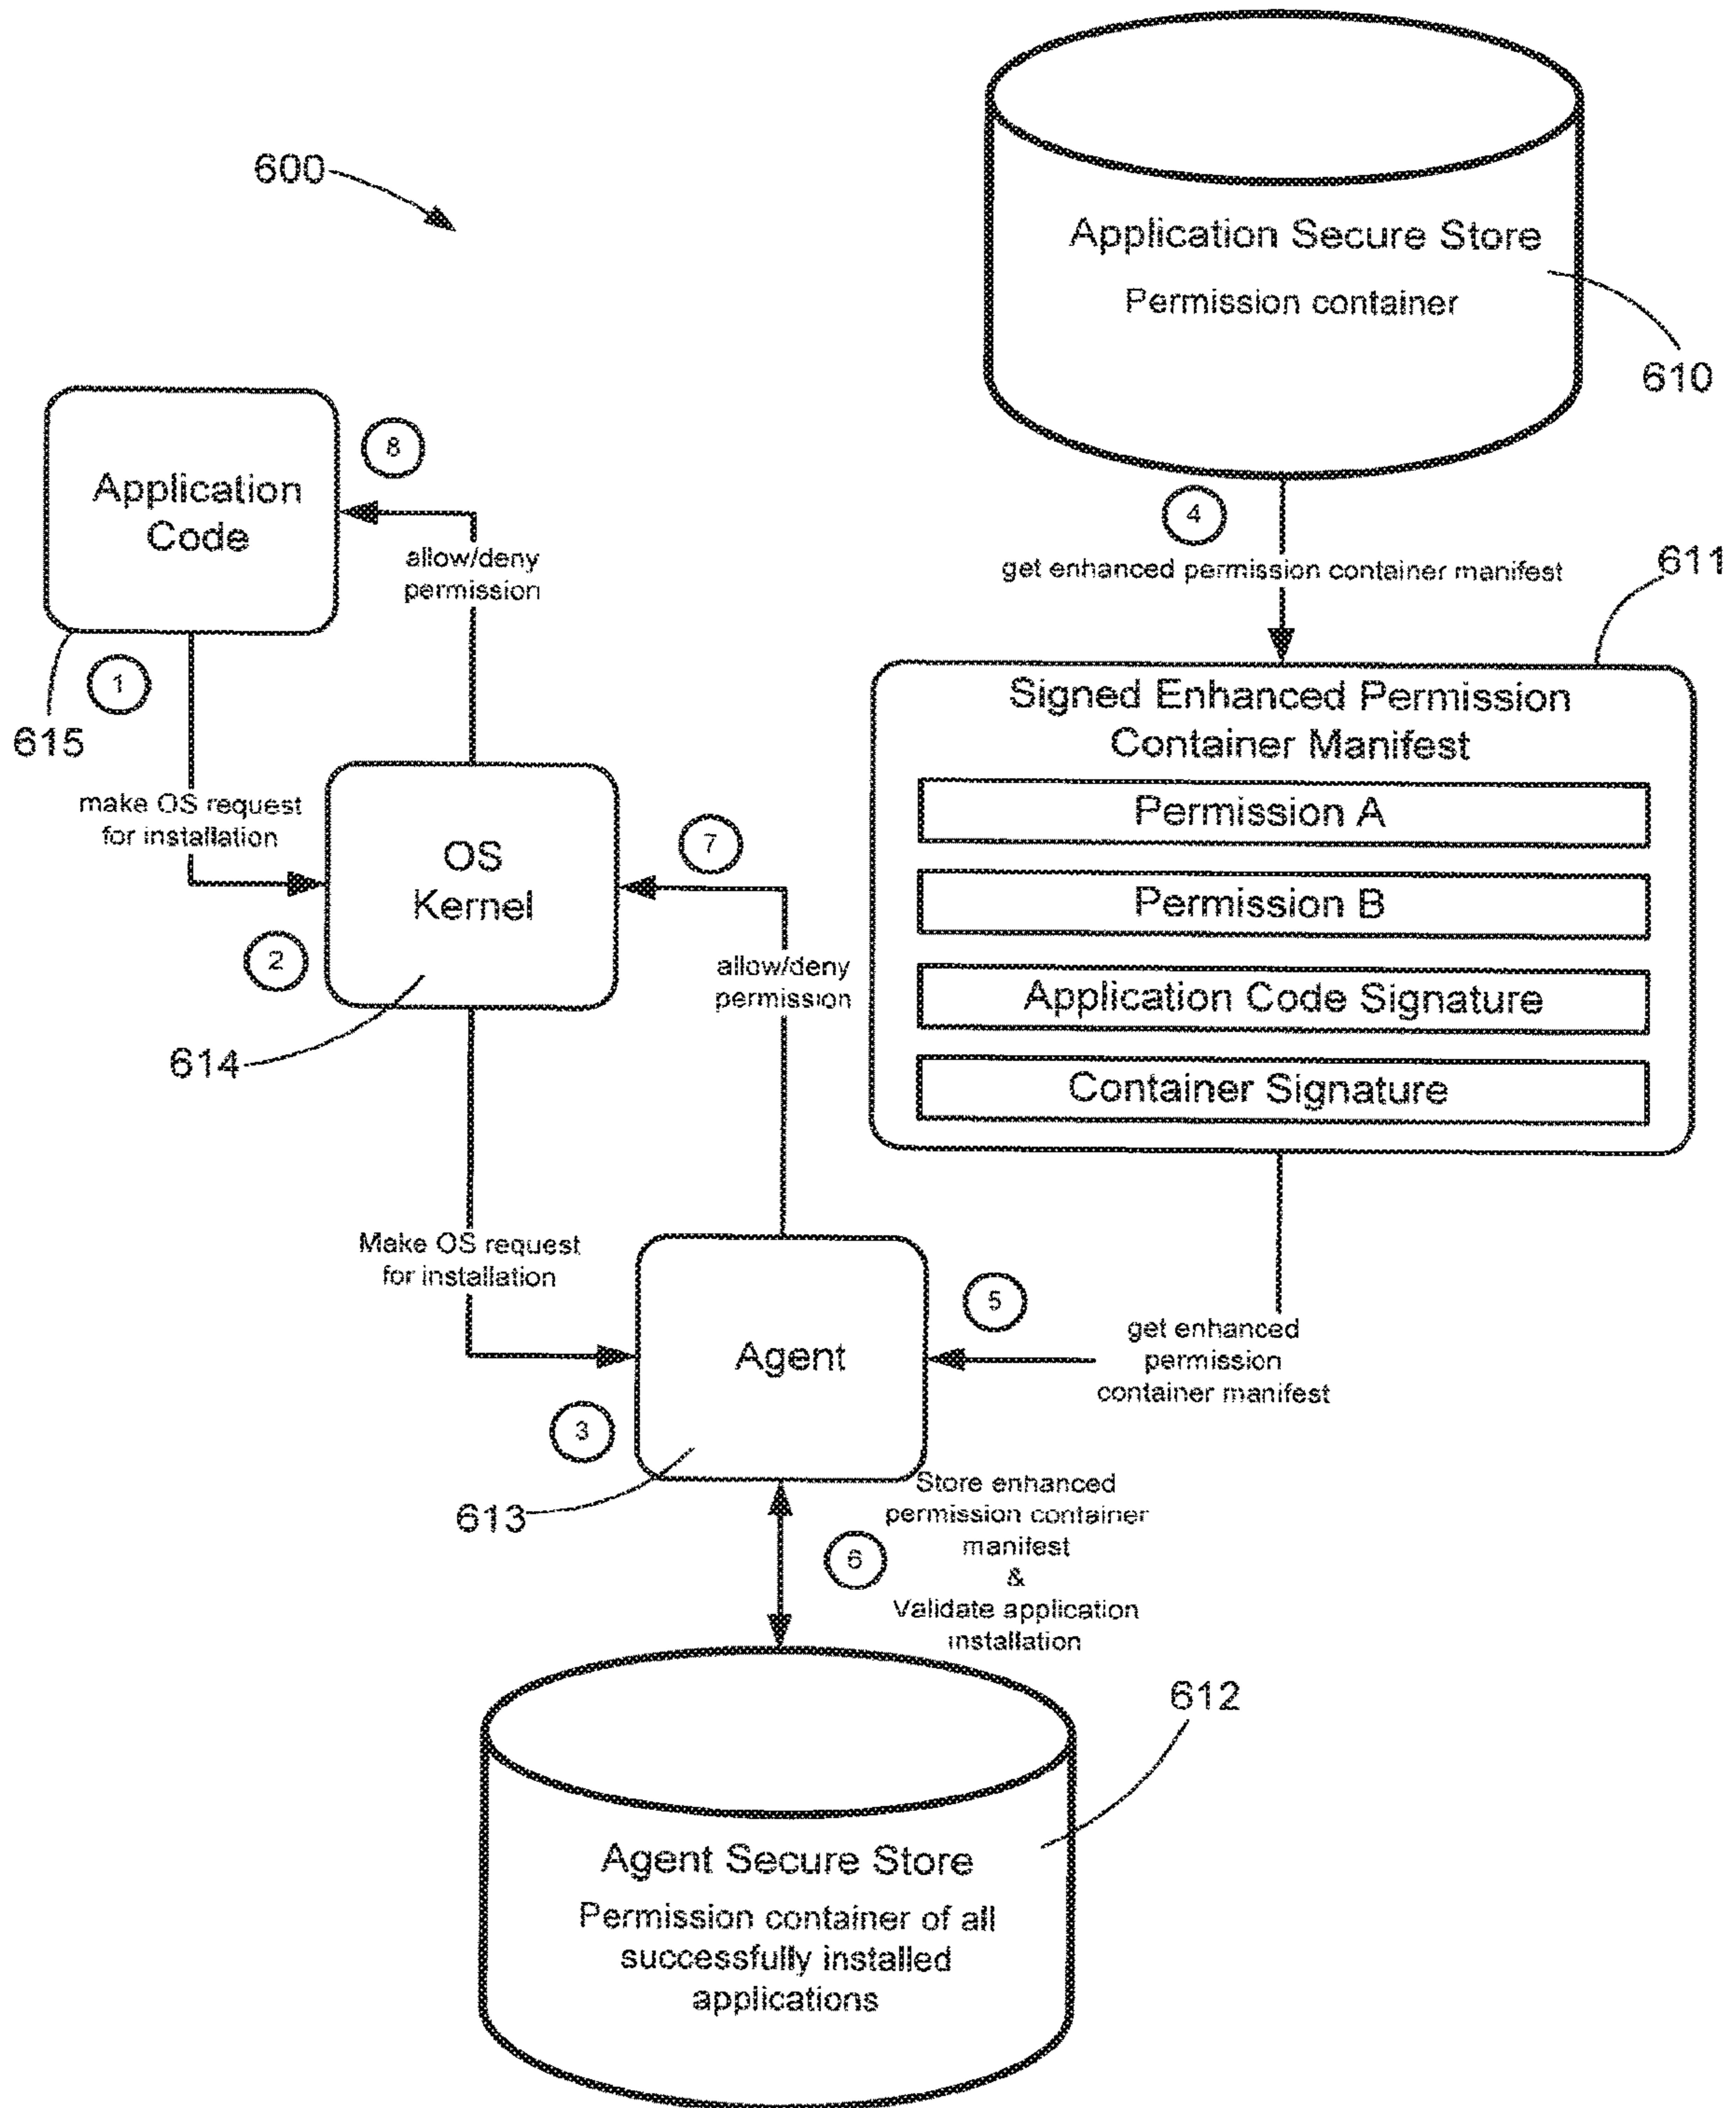 600
Application Secure Store
Permission container
610
Application
Code
8
allow/deny
permission
4
get enhanced permission container manifest
611
615
1
make OS request
for installation
Signed Enhanced Permission
Container Manifest
Permission A
Permission B
Application Code Signature
Container Signature
OS
Kernel
7
2
allow/deny
permission
614
Make OS request
for installation
Agent
5
get enhanced
permission
container manifest
3
613
Store enhanced
permission container
manifest
&
Validate application
installation
6
612
Agent Secure Store
Permission container of all
successfully installed
applications